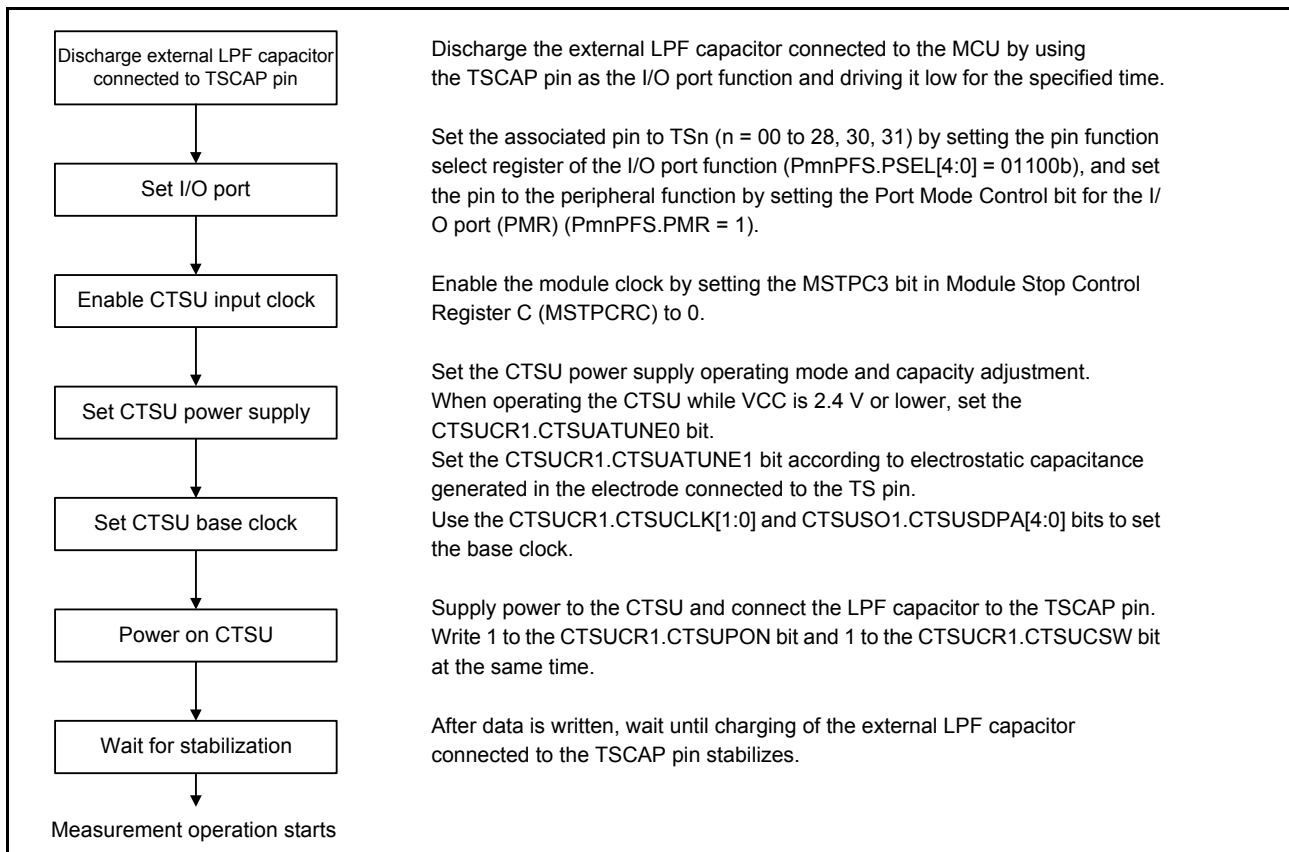 Discharge external LPF capacitor
connected to TSCAP pin
Discharge the external LPF capacitor connected to the MCU by using
the TSCAP pin as the I/O port function and driving it low for the specified time.
Set I/O port
Set the associated pin to TSn (n = 00 to 28, 30, 31) by setting the pin function
select register of the I/O port function (PmnPFS.PSEL[4:0] = 01100b), and set
the pin to the peripheral function by setting the Port Mode Control bit for the I/
O port (PMR) (PmnPFS.PMR = 1).
Enable CTSU input clock
Enable the module clock by setting the MSTPC3 bit in Module Stop Control
Register C (MSTPCRC) to 0.
Set CTSU power supply
Set the CTSU power supply operating mode and capacity adjustment.
When operating the CTSU while VCC is 2.4 V or lower, set the
CTSUCR1.CTSUATUNE0 bit.
Set the CTSUCR1.CTSUATUNE1 bit according to electrostatic capacitance
generated in the electrode connected to the TS pin.
Set CTSU base clock
Use the CTSUCR1.CTSUCLK[1:0] and CTSUSO1.CTSUSDPA[4:0] bits to set
the base clock.
Power on CTSU
Supply power to the CTSU and connect the LPF capacitor to the TSCAP pin.
Write 1 to the CTSUCR1.CTSUPON bit and 1 to the CTSUCR1.CTSUCSW bit
at the same time.
Wait for stabilization
After data is written, wait until charging of the external LPF capacitor
connected to the TSCAP pin stabilizes.
Measurement operation starts